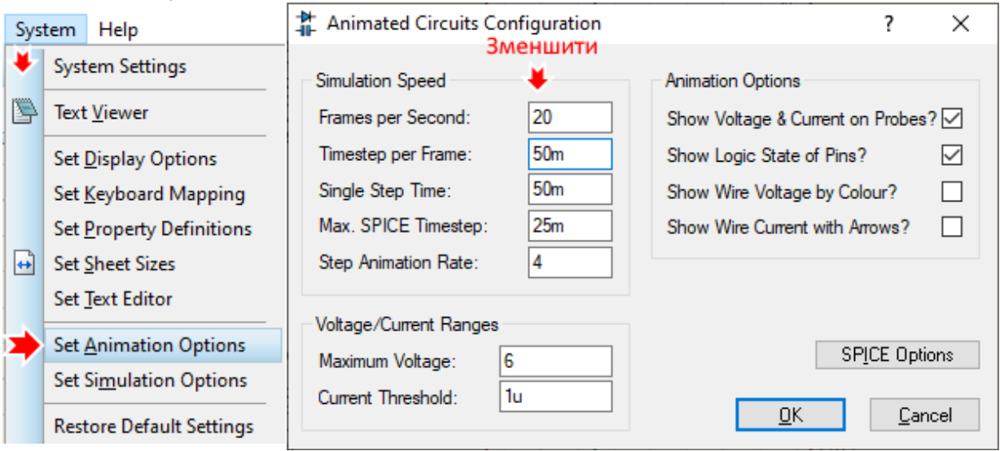 System Help
System Settings
Text Viewer
Set Display Options
Set Keyboard Mapping
Set Property Definitions
Set Sheet Sizes
Set Text Editor
Set Animation Options
Set Simulation Options
Restore Default Settings
Animated Circuits Configuration ?
Зменшити
Simulation Speed
Frames per Second: 20
Timestep per Frame: 50m
Single Step Time: 50m
Max. SPICE Timestep: 25m
Step Animation Rate: 4
Voltage/Current Ranges
Maximum Voltage: 6
Current Threshold: 1u
Animation Options
Show Voltage & Current on Probes?
Show Logic State of Pins?
Show Wire Voltage by Colour?
Show Wire Current with Arrows?
SPICE Options
OK Cancel